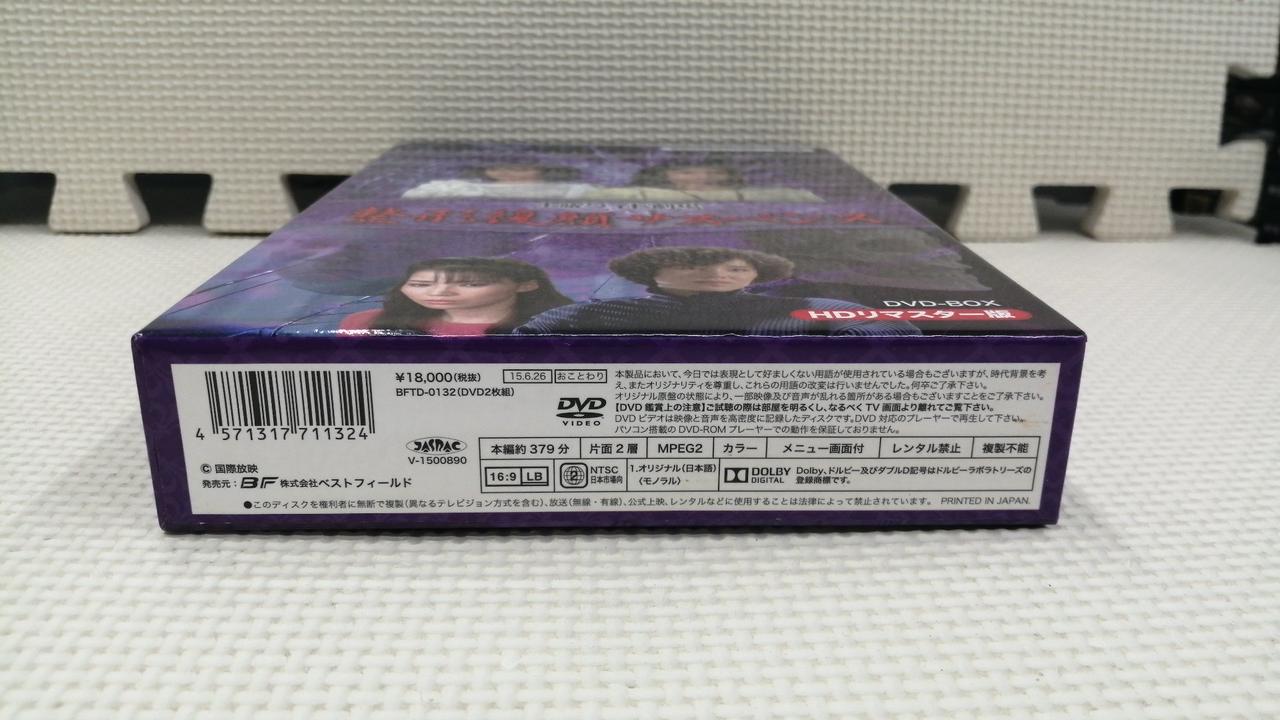 整形復顔サスペンス
DVD-BOX
HDリマスター版
4 571317 711324
¥18,000(税抜)
BFTD-0132(DVD2枚組)
15.6.26 おことわり
DVD
VIDEO
本製品において、今日では表現として好ましくない用語が使用されている場合もございますが、時代背景を考
え、またオリジナリティを尊重し、これらの用語の改変は行いませんでした。何卒ご了承下さい。
オリジナル原盤の状態により、一部映像及び音声が乱れる箇所がある場合もございますことをご了承下さい。
【DVD 鑑賞上の注意】ご試聴の際は部屋を明るくし、なるべく TV 画面より離れてご覧下さい。
DVD ビデオは映像と音声を高密度に記録したディスクです。DVD 対応のプレーヤーで再生して下さい。
パソコン搭載の DVD-ROM プレーヤーでの動作を保証しておりません。
JASRAC
V-1500890
本編約 379 分 片面 2 層 MPEG2 カラー メニュー画面付 レンタル禁止 複製不能
16:9 LB
2
NTSC
日本市場向
1.オリジナル(日本語)
〈モノラル〉
DOLBY
DIGITAL
Dolby、ドルビー及びダブルD記号はドルビーラボラトリーズの
登録商標です。
© 国際放映
発売元: BF 株式会社ベストフィールド
●このディスクを権利者に無断で複製(異なるテレビジョン方式を含む)、放送(無線・有線)、公式上映、レンタルなどに使用することは法律によって禁止されています。 PRINTED IN JAPAN.